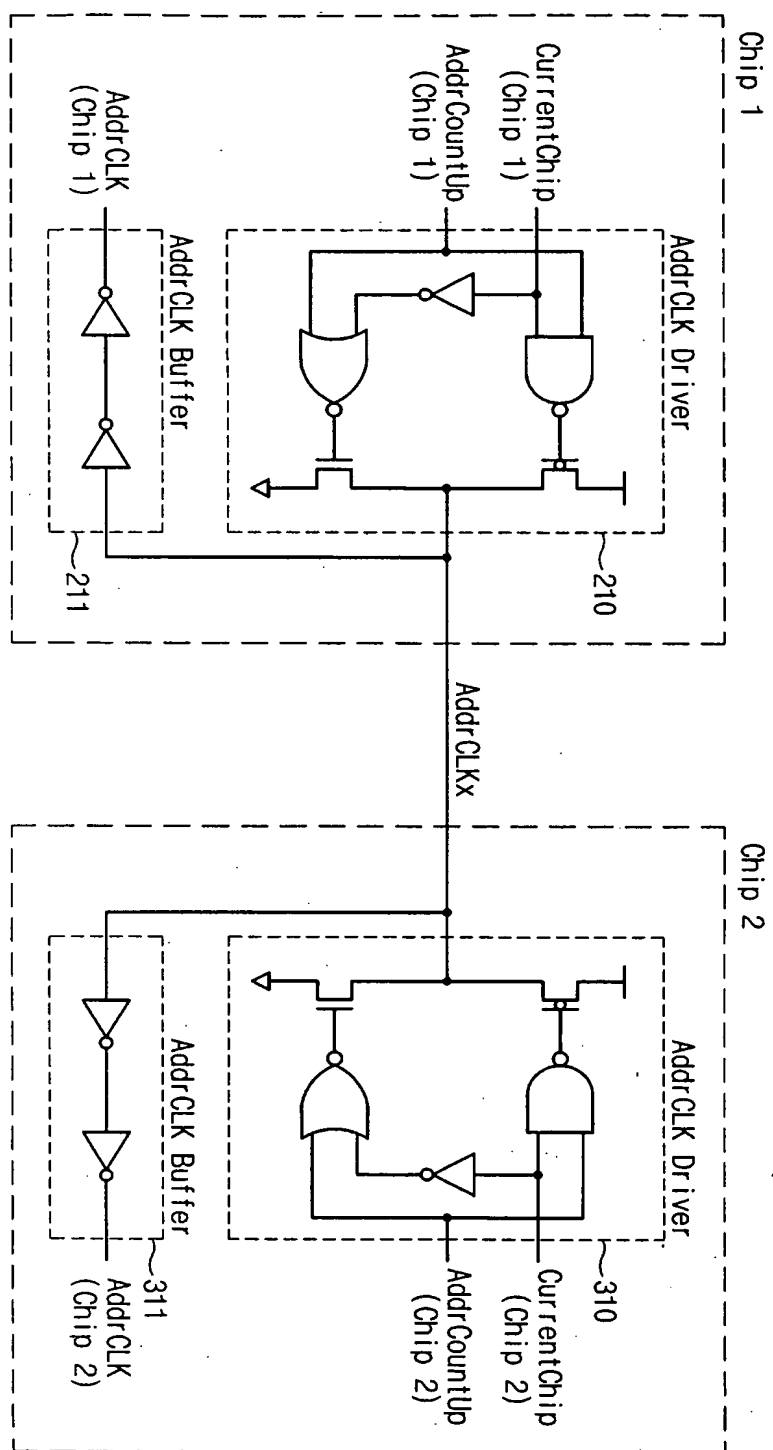 Chip 1
CurrentChip
(Chip 1)
AddrCountUp
(Chip 1)
AddrCLK
(Chip 1)
AddrCLK Driver
AddrCLK Buffer
210
211
AddrCLKx
Chip 2
AddrCLK Driver
AddrCLK Buffer
310
311
CurrentChip
(Chip 2)
AddrCountUp
(Chip 2)
AddrCLK
(Chip 2)